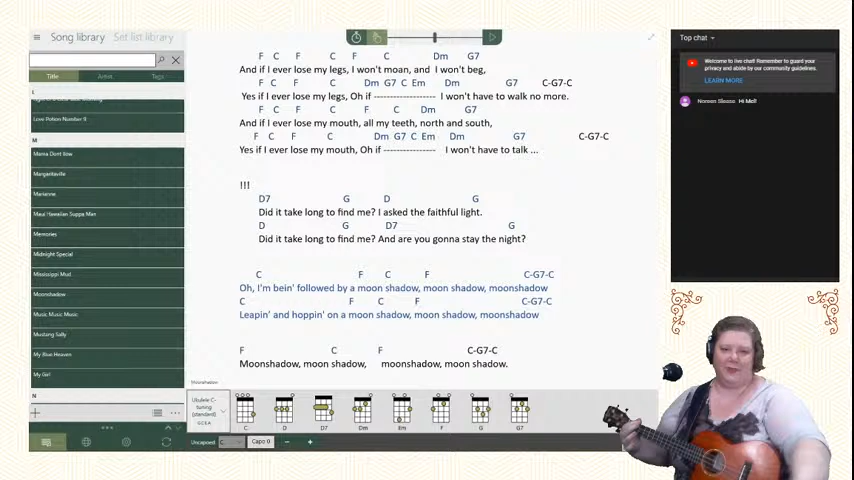 Song library
Set list library
Title
Artist
Tags
Love Potion Number 9
M
Mama Dont Sow
Margaritaville
Marianne
Maui Hawaiian Suppa Man
Memories
Midnight Special
Mississippi Mud
Moonshadow
Music Music Music
Mustang Sally
My Blue Heaven
My Girl
N
F C F C F C Dm G7
And if I ever lose my legs, I won't moan, and I won't beg,
F C F C Dm G7 C Em Dm G7 C-G7-C
Yes if I ever lose my legs, Oh if ------------------ I won't have to walk no more.
F C F C F C Dm G7
And if I ever lose my mouth, all my teeth, north and south,
F C F C Dm G7 C Em Dm G7 C-G7-C
Yes if I ever lose my mouth, Oh if --------------- I won't have to talk ...
!!!
D7 G D G
Did it take long to find me? I asked the faithful light.
D G D7 G
Did it take long to find me? And are you gonna stay the night?
C F C F C-G7-C
Oh, I'm bein' followed by a moon shadow, moon shadow, moonshadow
C F C F C-G7-C
Leapin' and hoppin' on a moon shadow, moon shadow, moonshadow
F C F C-G7-C
Moonshadow, moon shadow, moonshadow, moon shadow.
Moonshadow
Ukulele C-
tuning
(standard)
G C E A
C D D7 Dm Em F G G7
Uncapoed C Capo 0
Top chat
Welcome to live chat! Remember to guard your
privacy and abide by our community guidelines.
LEARN MORE
Noreen Slease Hi Mel!